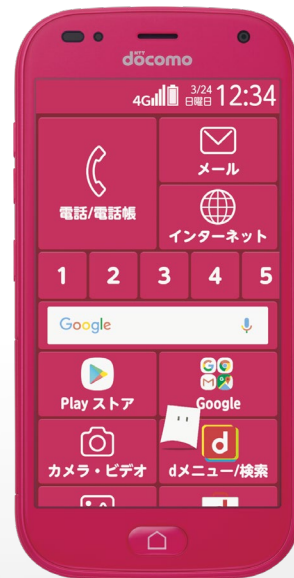 NTT
docomo
4G 3/24 日曜日 12:34
電話/電話帳
メール
インターネット
1 2 3 4 5
Google
Play ストア
Google
カメラ・ビデオ
dメニュー/検索